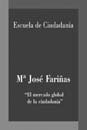 Escuela de Ciudadanía
Mª José Fariñas
"El mercado global
de la ciudadanía"